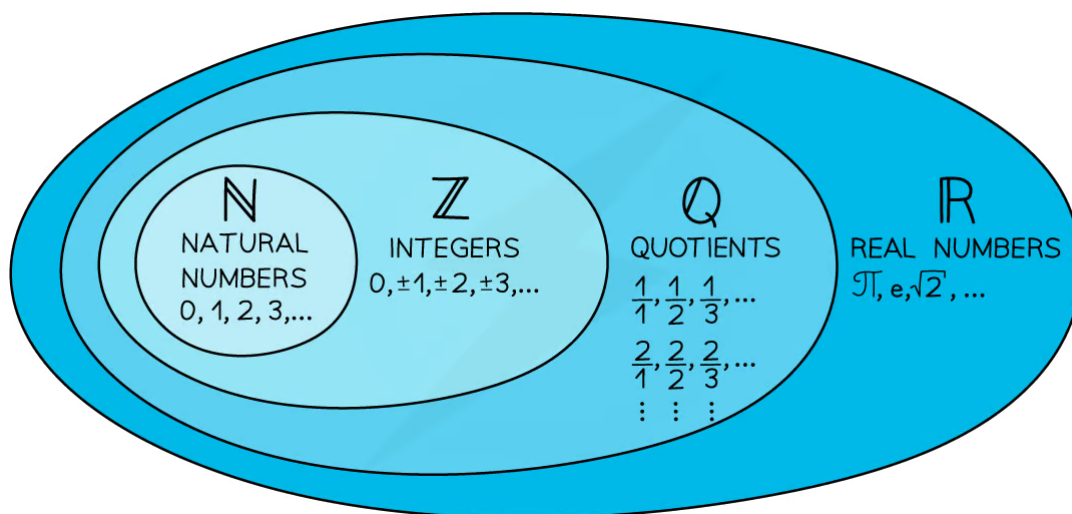 ℕ
NATURAL
NUMBERS
0, 1, 2, 3,...
ℤ
INTEGERS
0,±1,±2,±3,...
ℚ
QUOTIENTS
1/1, 1/2, 1/3, ...
2/1, 2/2, 2/3, ...
⋮ ⋮ ⋮
ℝ
REAL NUMBERS
π, e, √2, ...